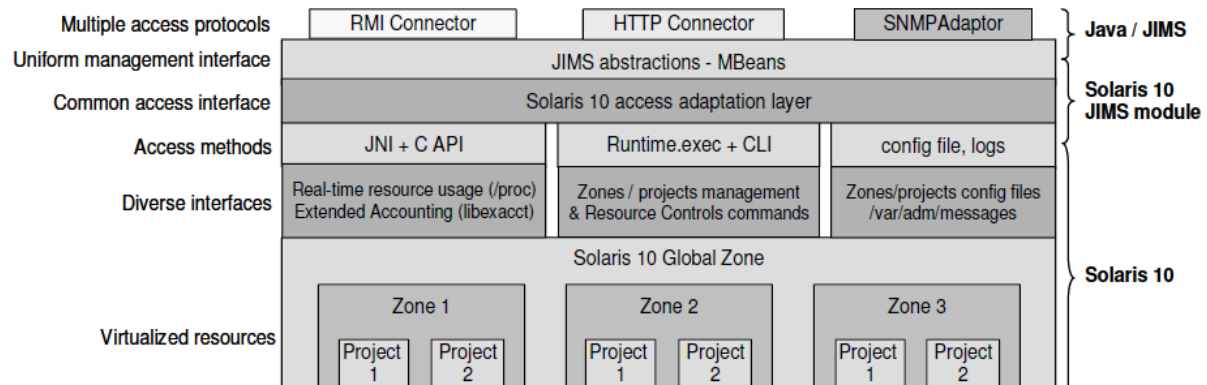 Multiple access protocols
RMI Connector
HTTP Connector
SNMPAdaptor
Java / JIMS
Uniform management interface
JIMS abstractions - MBeans
Common access interface
Solaris 10 access adaptation layer
Solaris 10
JIMS module
Access methods
JNI + C API
Runtime.exec + CLI
config file, logs
Diverse interfaces
Real-time resource usage (/proc)
Extended Accounting (libexacct)
Zones / projects management
& Resource Controls commands
Zones/projects config files
/var/adm/messages
Solaris 10 Global Zone
Solaris 10
Virtualized resources
Zone 1
Project
1
Project
2
Zone 2
Project
1
Project
2
Zone 3
Project
1
Project
2